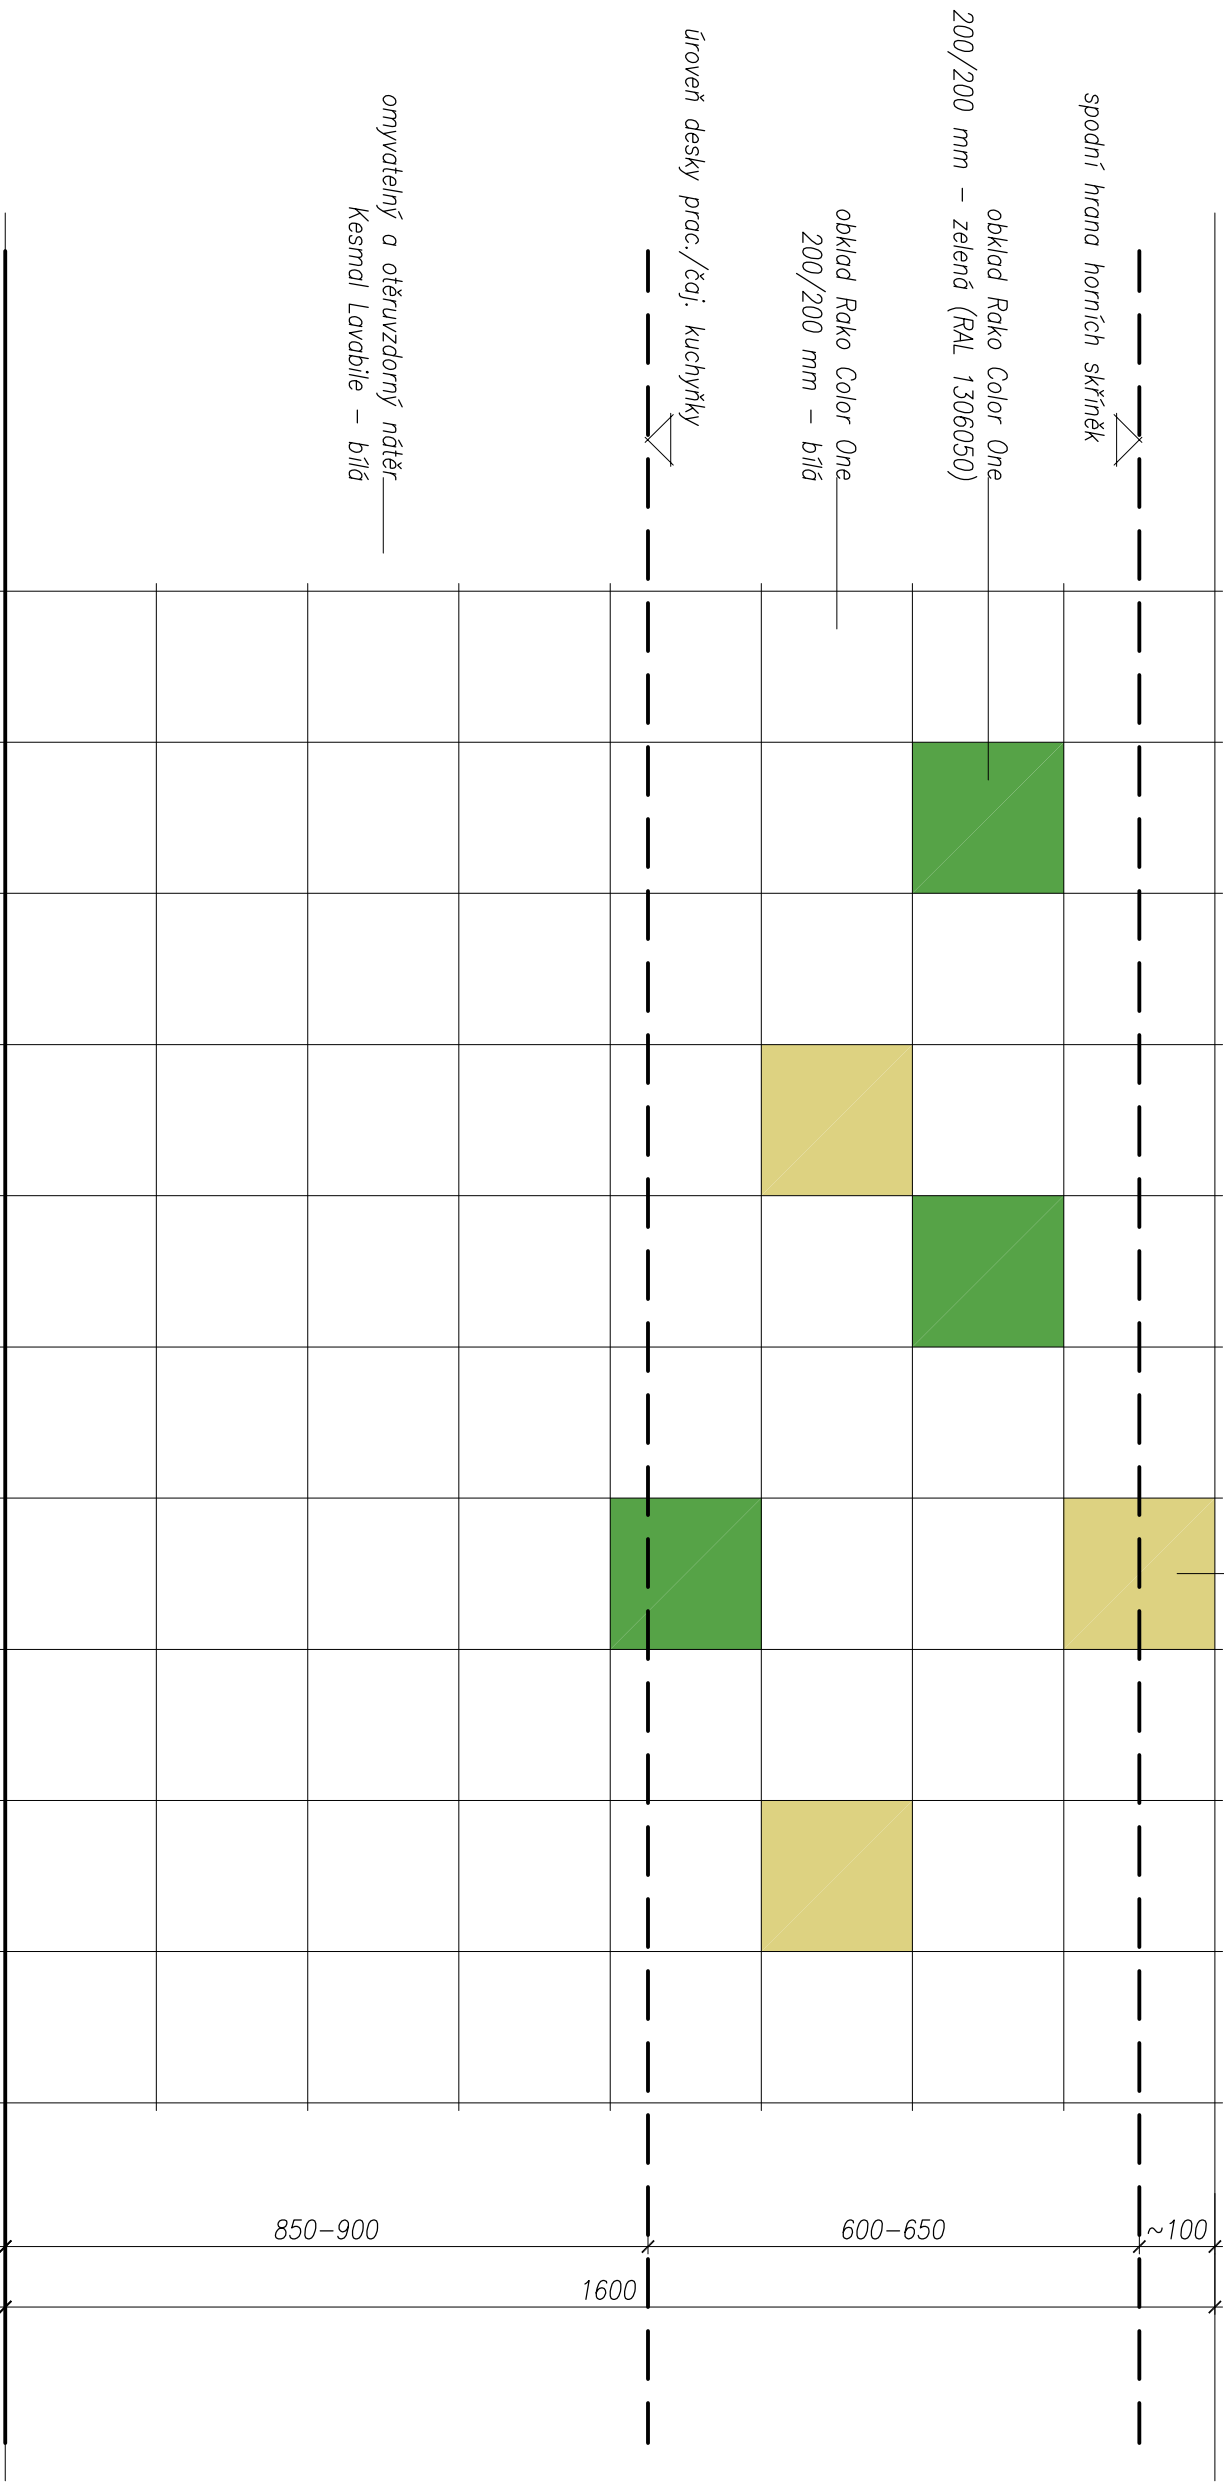 spodní hrana horních skříněk
obklad Rako Color One
200/200 mm – zelená (RAL 1306050)
obklad Rako Color One
200/200 mm – bílá
úroveň desky prac./čaj. kuchyňky
omyvatelný a otěruvzdorný nátěr
Kesmal Lavabile – bílá
850–900
600–650
~100
1600